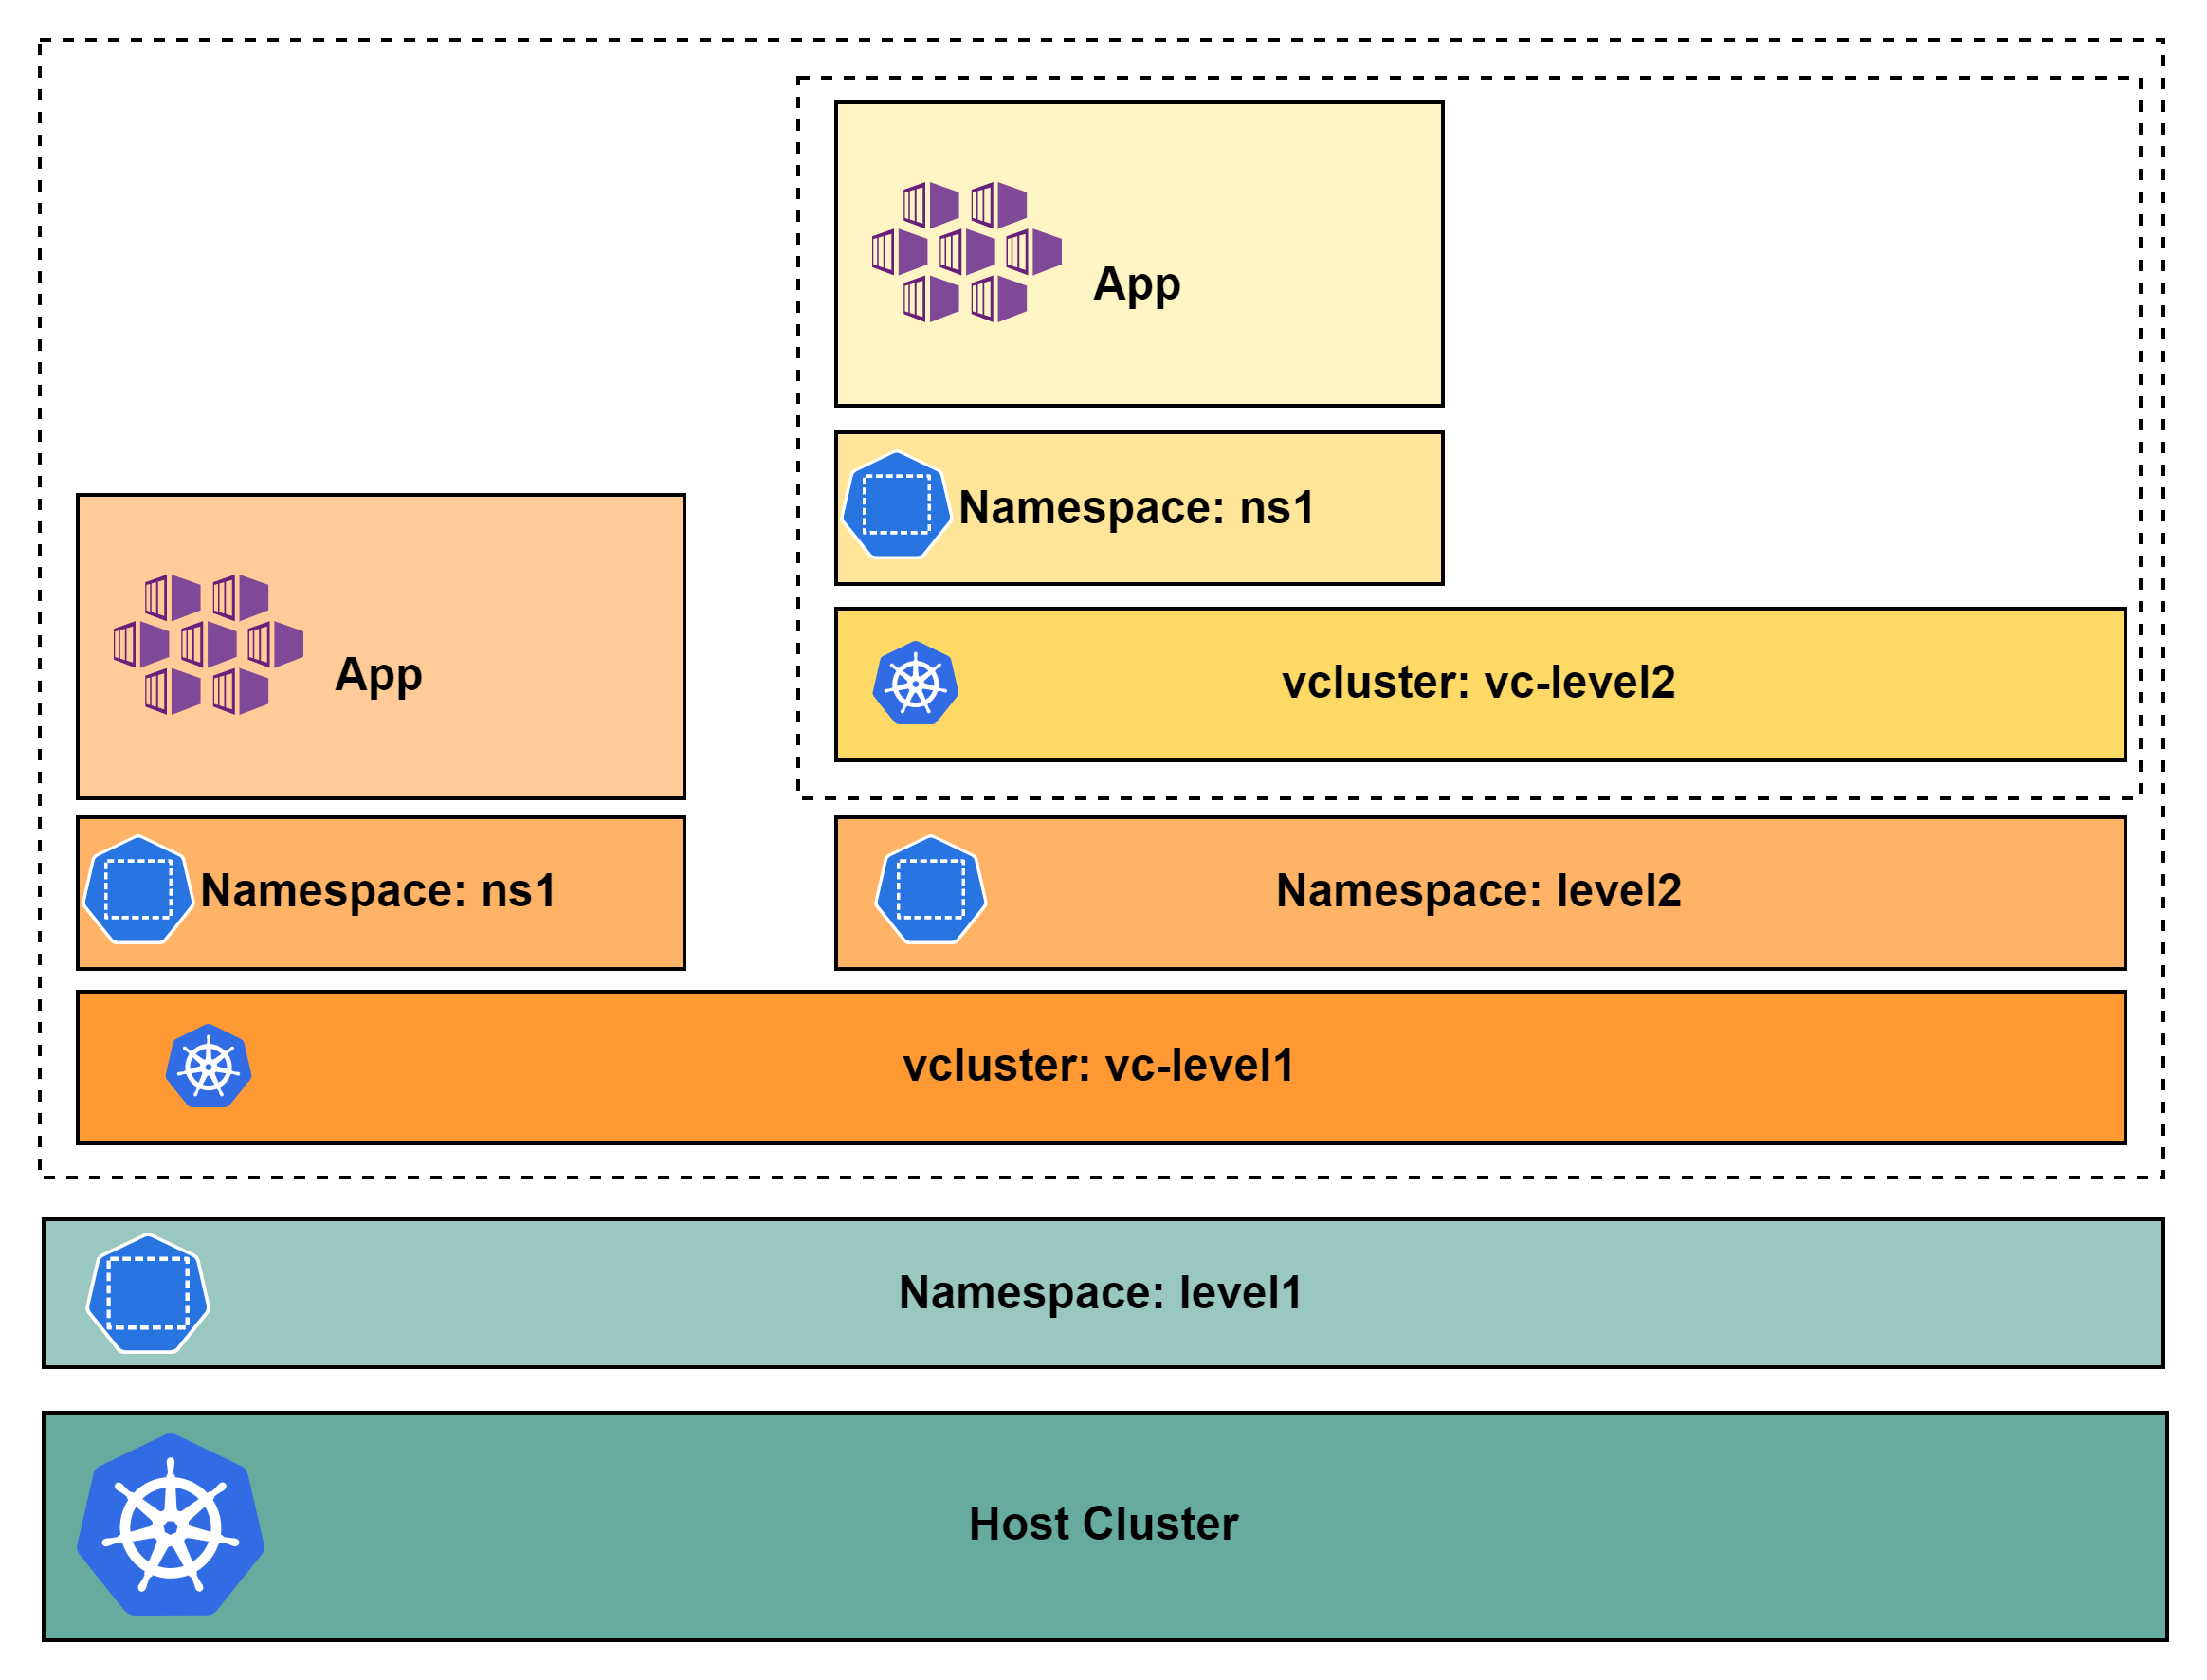 App
Namespace: ns1
vcluster: vc-level2
App
Namespace: ns1
Namespace: level2
vcluster: vc-level1
Namespace: level1
Host Cluster